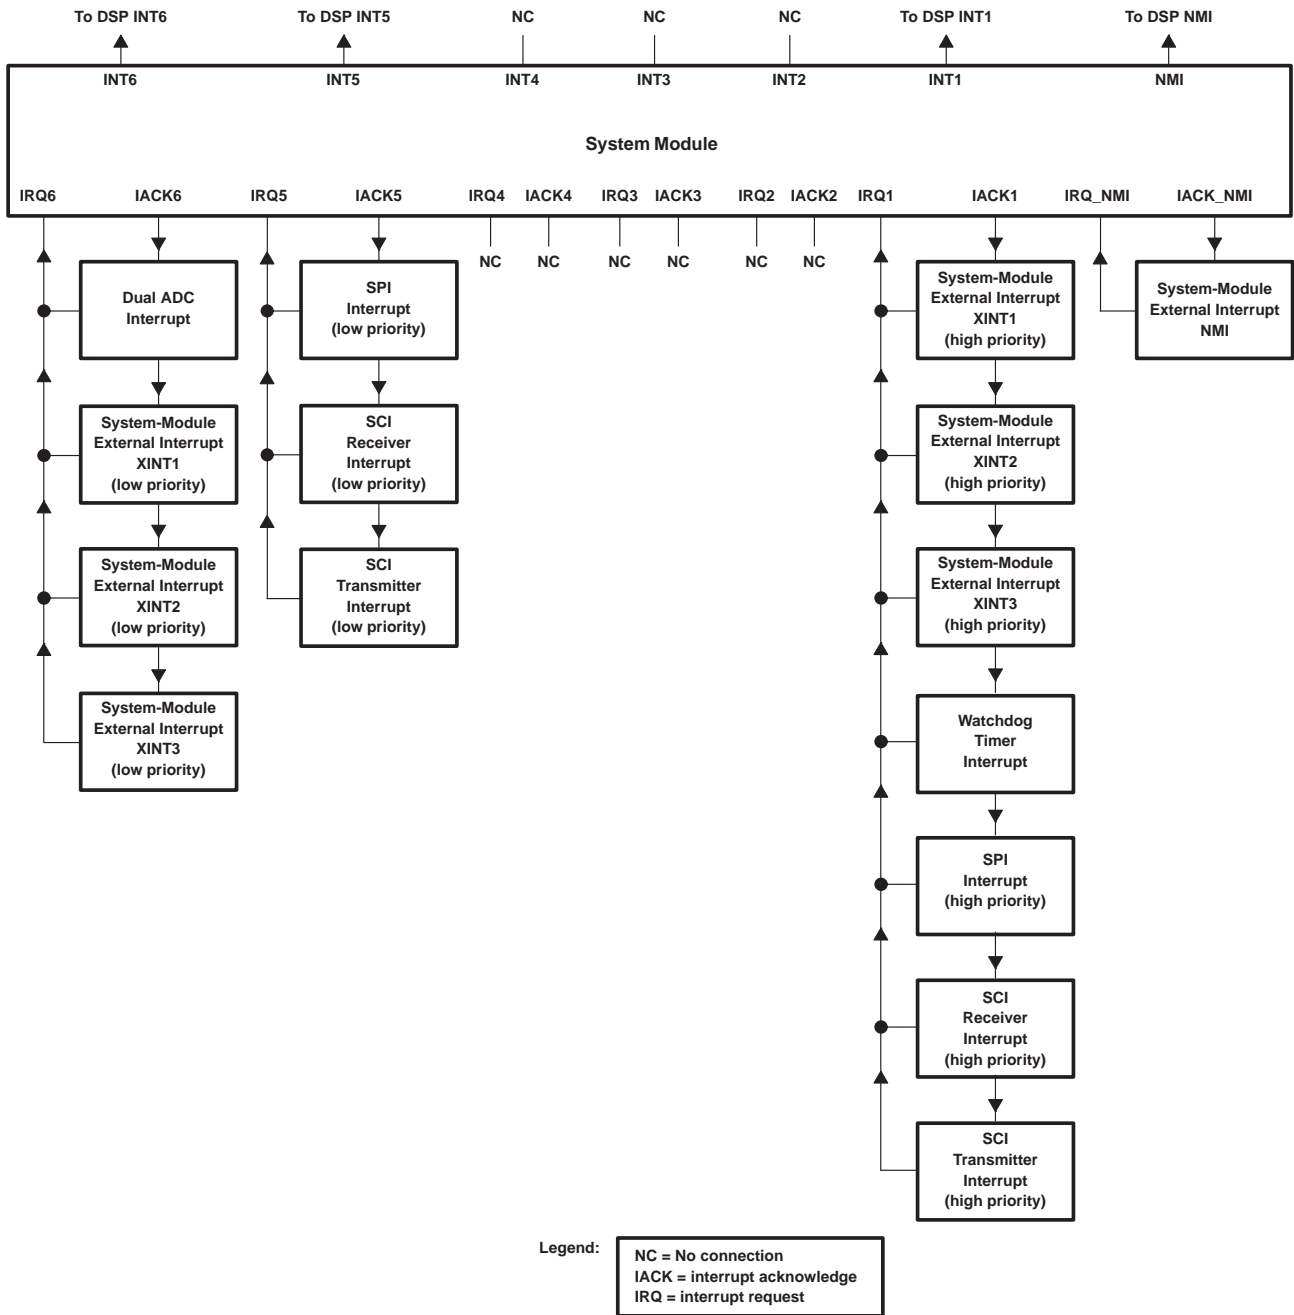 To DSP INT6 To DSP INT5 NC NC NC To DSP INT1 To DSP NMI
INT6 INT5 INT4 INT3 INT2 INT1 NMI
System Module
IRQ6 IACK6 IRQ5 IACK5 IRQ4 IACK4 IRQ3 IACK3 IRQ2 IACK2 IRQ1 IACK1 IRQ_NMI IACK_NMI
NC NC NC NC NC NC
Dual ADC
Interrupt
System-Module
External Interrupt
XINT1
(low priority)
System-Module
External Interrupt
XINT2
(low priority)
System-Module
External Interrupt
XINT3
(low priority)
SPI
Interrupt
(low priority)
SCI
Receiver
Interrupt
(low priority)
SCI
Transmitter
Interrupt
(low priority)
System-Module
External Interrupt
XINT1
(high priority)
System-Module
External Interrupt
XINT2
(high priority)
System-Module
External Interrupt
XINT3
(high priority)
Watchdog
Timer
Interrupt
SPI
Interrupt
(high priority)
SCI
Receiver
Interrupt
(high priority)
SCI
Transmitter
Interrupt
(high priority)
System-Module
External Interrupt
NMI
Legend:
NC = No connection
IACK = interrupt acknowledge
IRQ = interrupt request